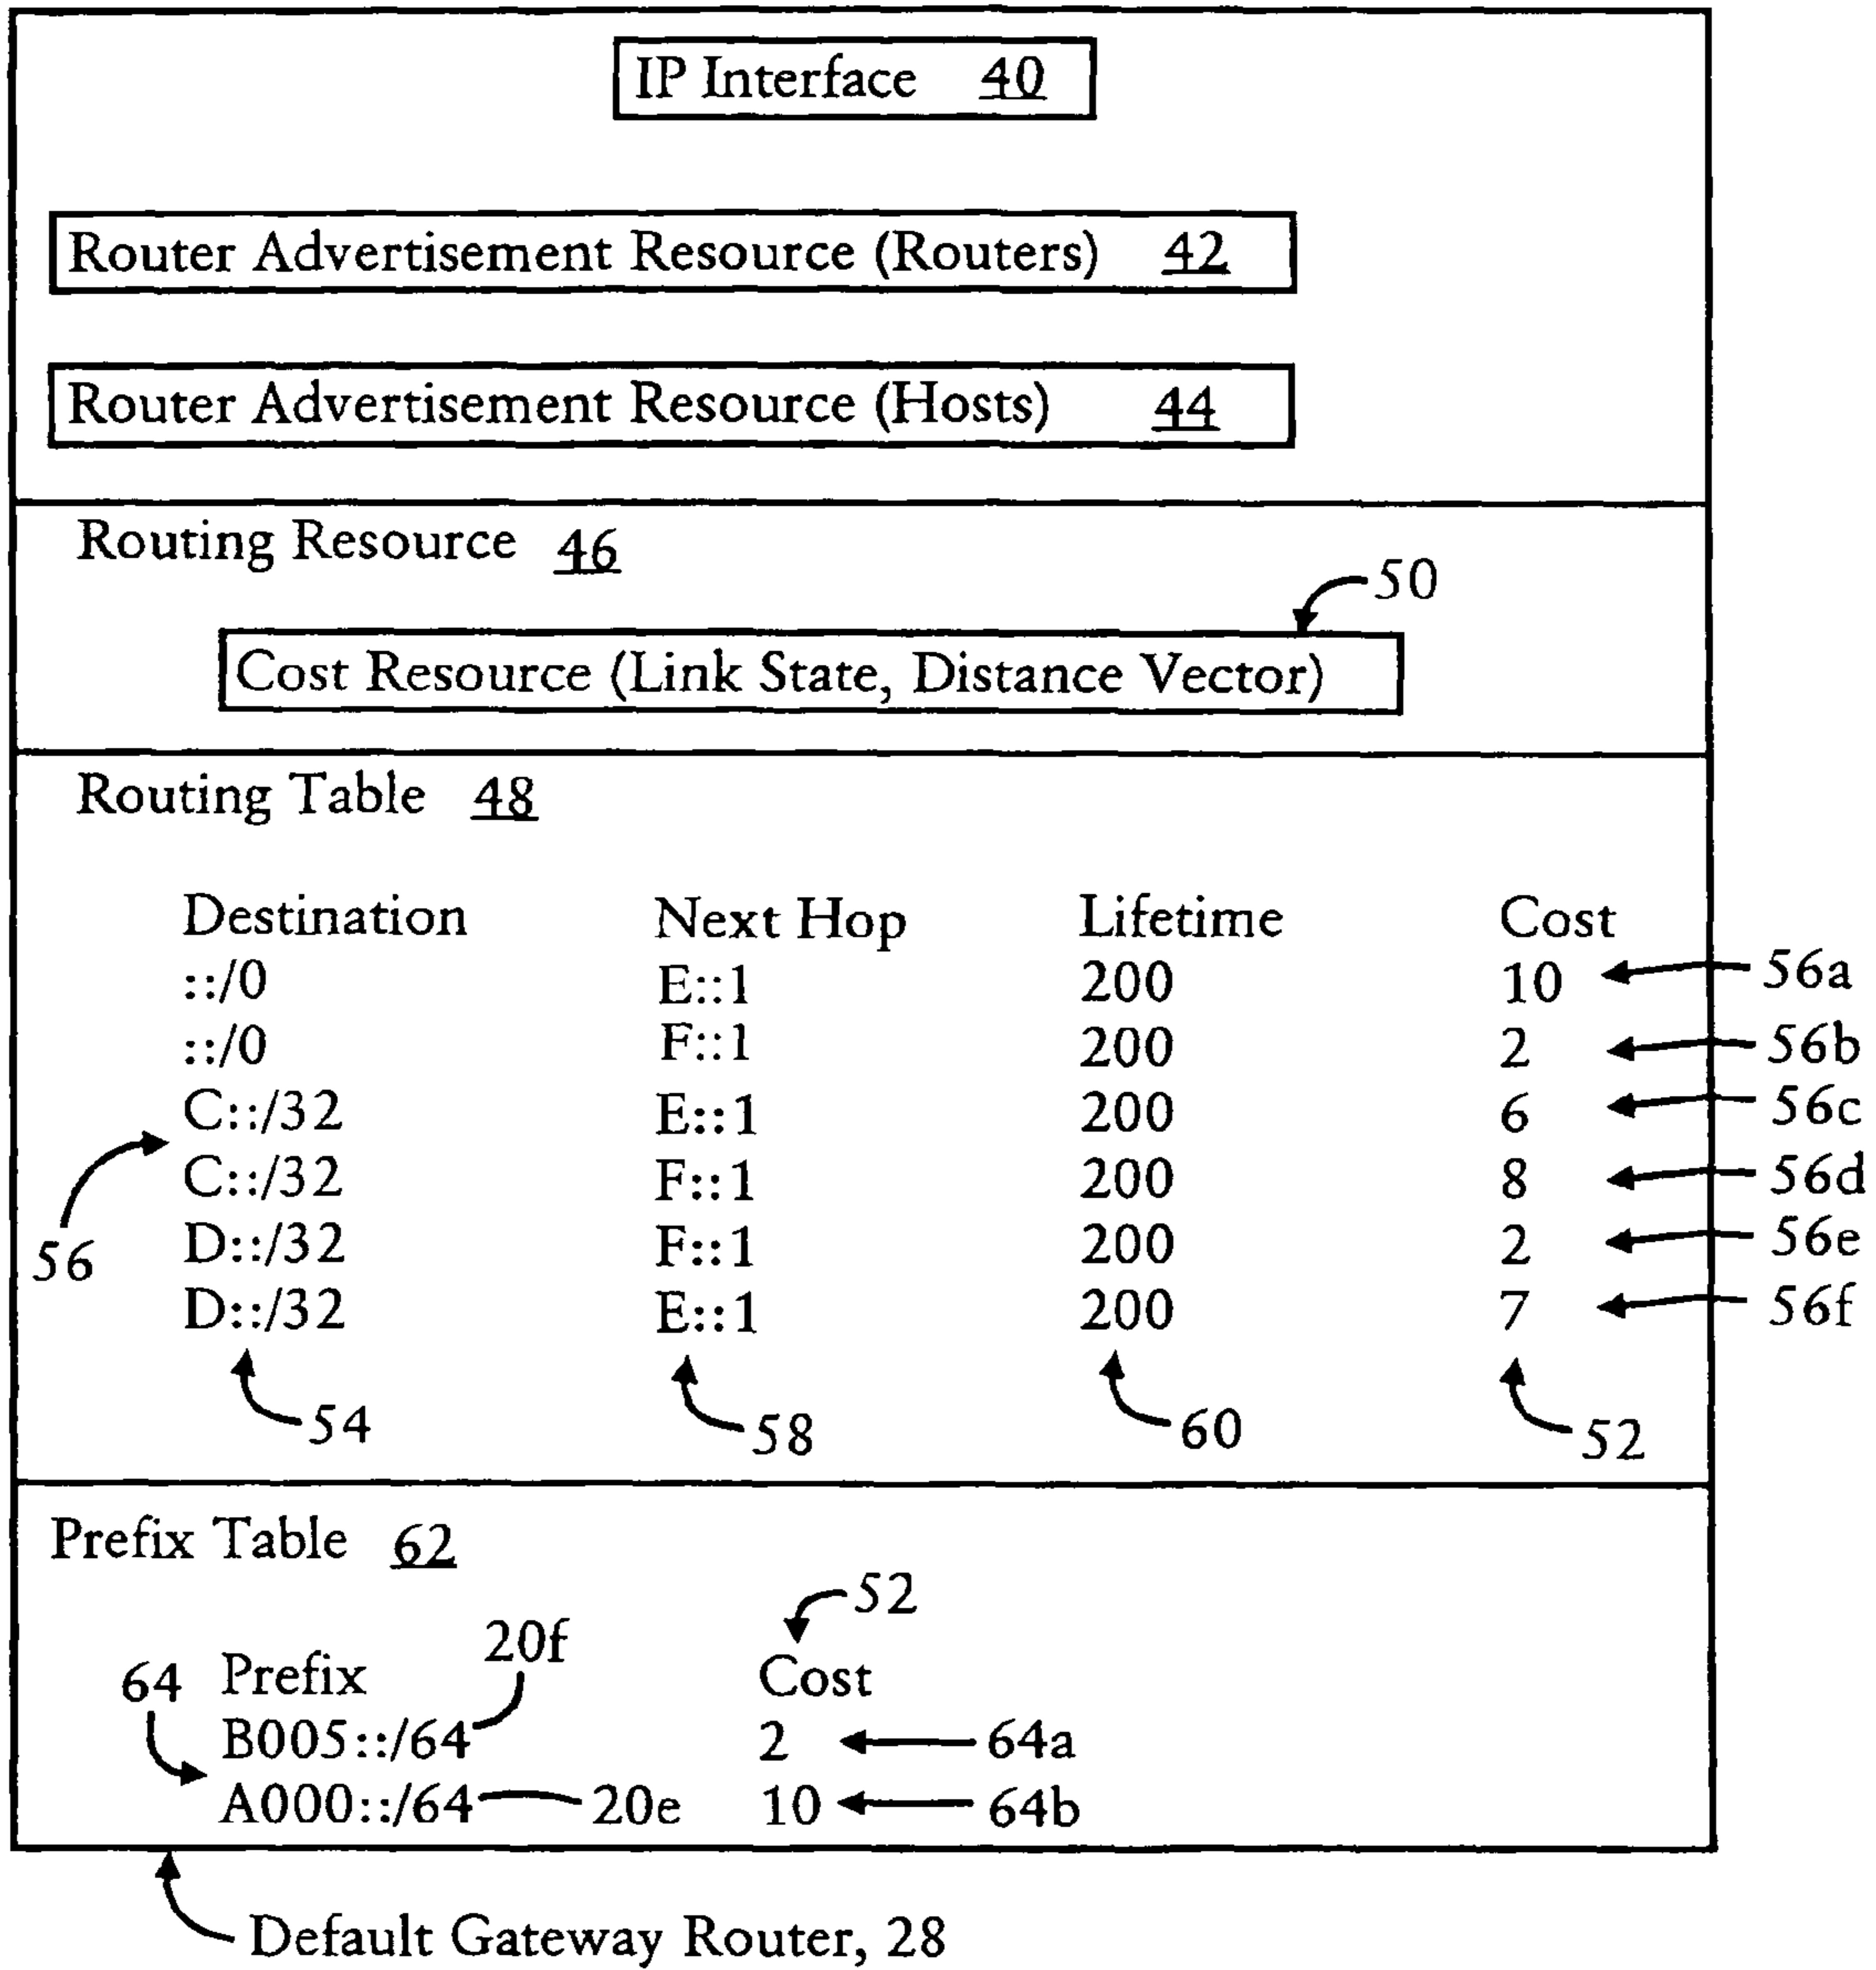 IP Interface 40
Router Advertisement Resource (Routers) 42
Router Advertisement Resource (Hosts) 44
Routing Resource 46
50
Cost Resource (Link State, Distance Vector)
Routing Table 48
Destination Next Hop Lifetime Cost
::/0 E::1 200 10 56a
::/0 F::1 200 2 56b
C::/32 E::1 200 6 56c
C::/32 F::1 200 8 56d
D::/32 F::1 200 2 56e
56
D::/32 E::1 200 7 56f
54 58 60 52
Prefix Table 62
52
20f
64 Prefix Cost
B005::/64 2 64a
A000::/64 20e 10 64b
Default Gateway Router, 28